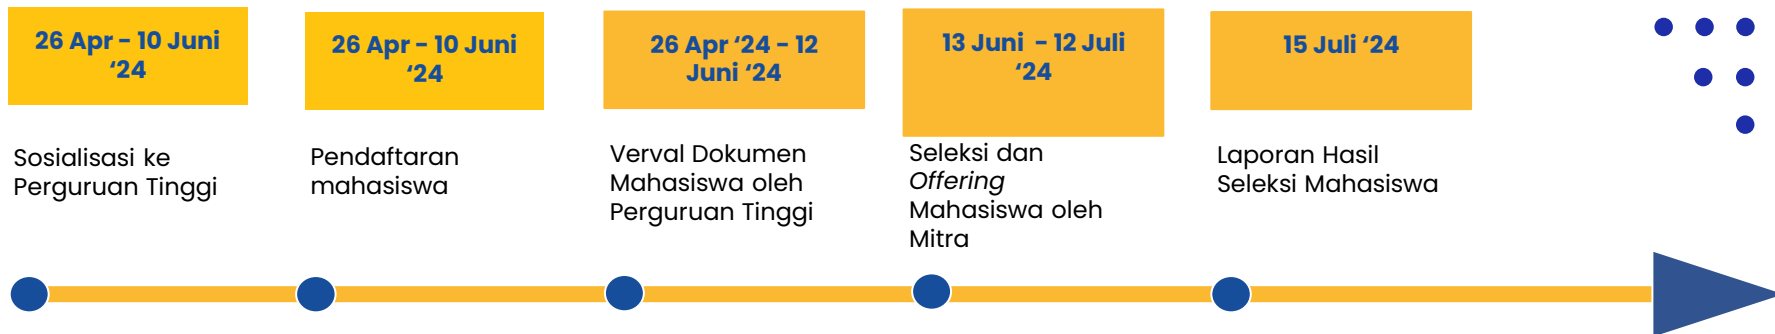 26 Apr - 10 Juni
‘24
Sosialisasi ke
Perguruan Tinggi
26 Apr - 10 Juni
‘24
Pendaftaran
mahasiswa
26 Apr ‘24 - 12
Juni ‘24
Verval Dokumen
Mahasiswa oleh
Perguruan Tinggi
13 Juni - 12 Juli
‘24
Seleksi dan
Offering
Mahasiswa oleh
Mitra
15 Juli ‘24
Laporan Hasil
Seleksi Mahasiswa